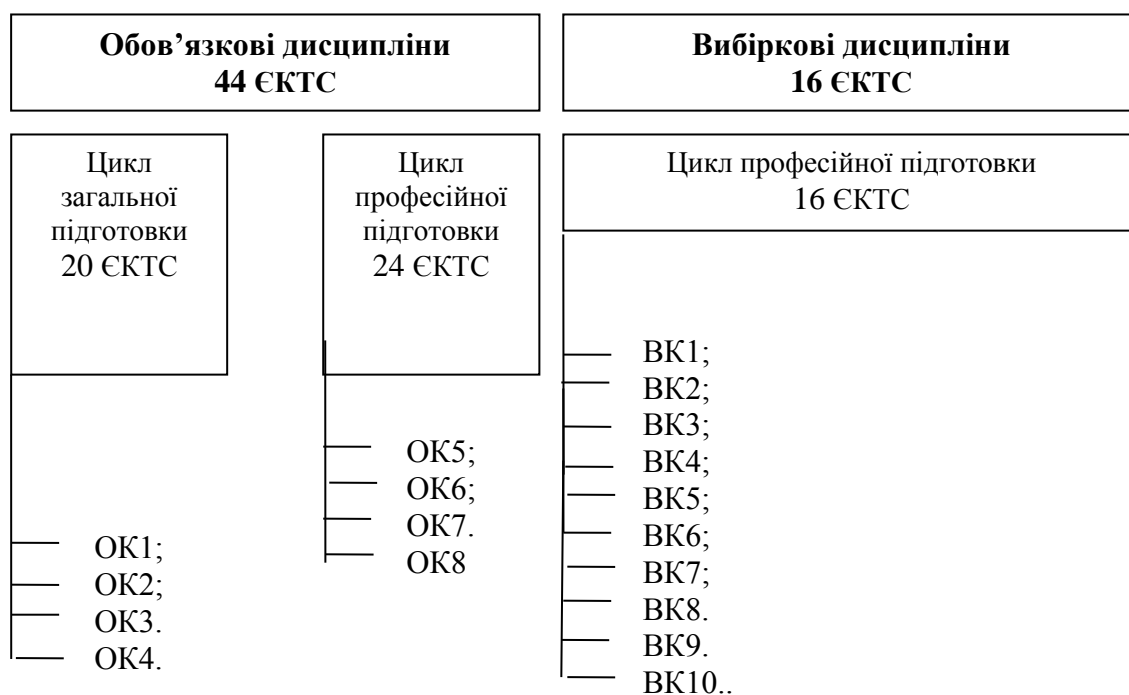 Обов’язкові дисципліни
44 ЄКТС
Вибіркові дисципліни
16 ЄКТС
Цикл
загальної
підготовки
20 ЄКТС
Цикл
професійної
підготовки
24 ЄКТС
Цикл професійної підготовки
16 ЄКТС
ОК1;
ОК2;
ОК3.
ОК4.
ОК5;
ОК6;
ОК7.
ОК8
ВК1;
ВК2;
ВК3;
ВК4;
ВК5;
ВК6;
ВК7;
ВК8.
ВК9.
ВК10..